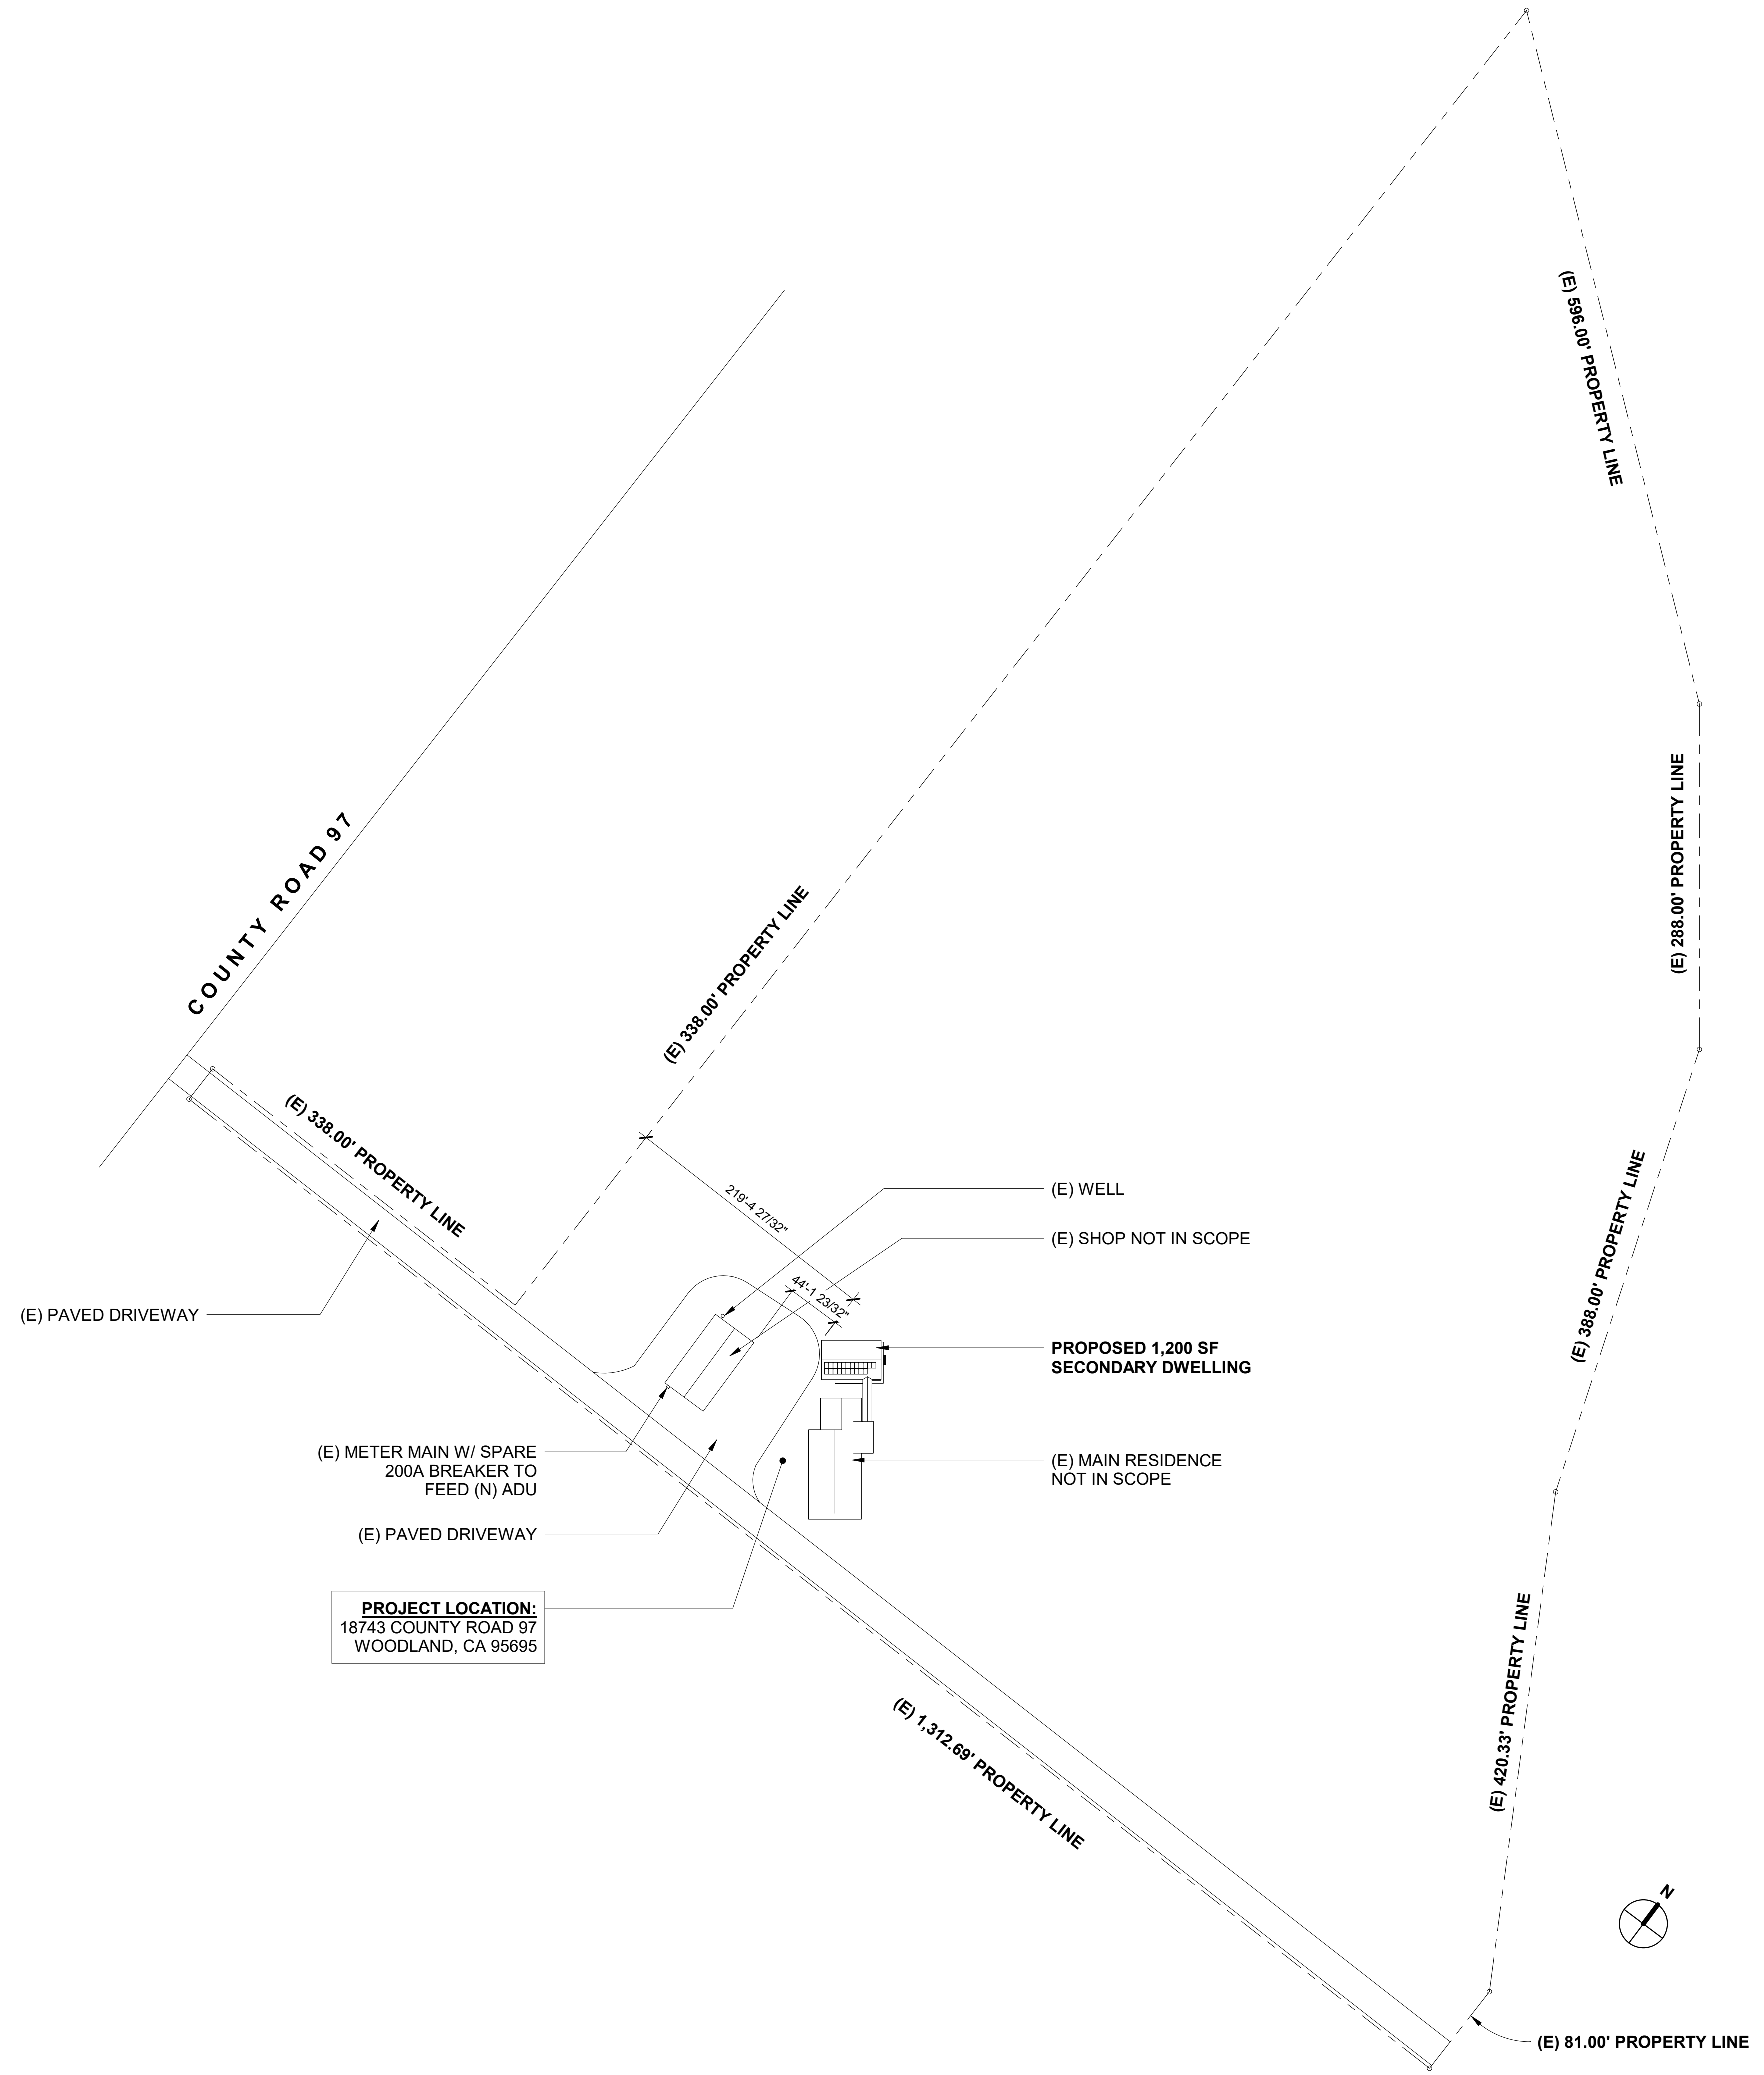 (E) 596.00' PROPERTY LINE
(E) 288.00' PROPERTY LINE
COUNTY ROAD 97
(E) 338.00' PROPERTY LINE
(E) 338.00' PROPERTY LINE
(E) 388.00' PROPERTY LINE
219'-4 27/32"
(E) WELL
(E) SHOP NOT IN SCOPE
44'-1 23/32"
(E) PAVED DRIVEWAY
PROPOSED 1,200 SF
SECONDARY DWELLING
(E) METER MAIN W/ SPARE
200A BREAKER TO
FEED (N) ADU
(E) MAIN RESIDENCE
NOT IN SCOPE
(E) PAVED DRIVEWAY
PROJECT LOCATION:
18743 COUNTY ROAD 97
WOODLAND, CA 95695
(E) 420.33' PROPERTY LINE
(E) 1,312.69' PROPERTY LINE
N
(E) 81.00' PROPERTY LINE